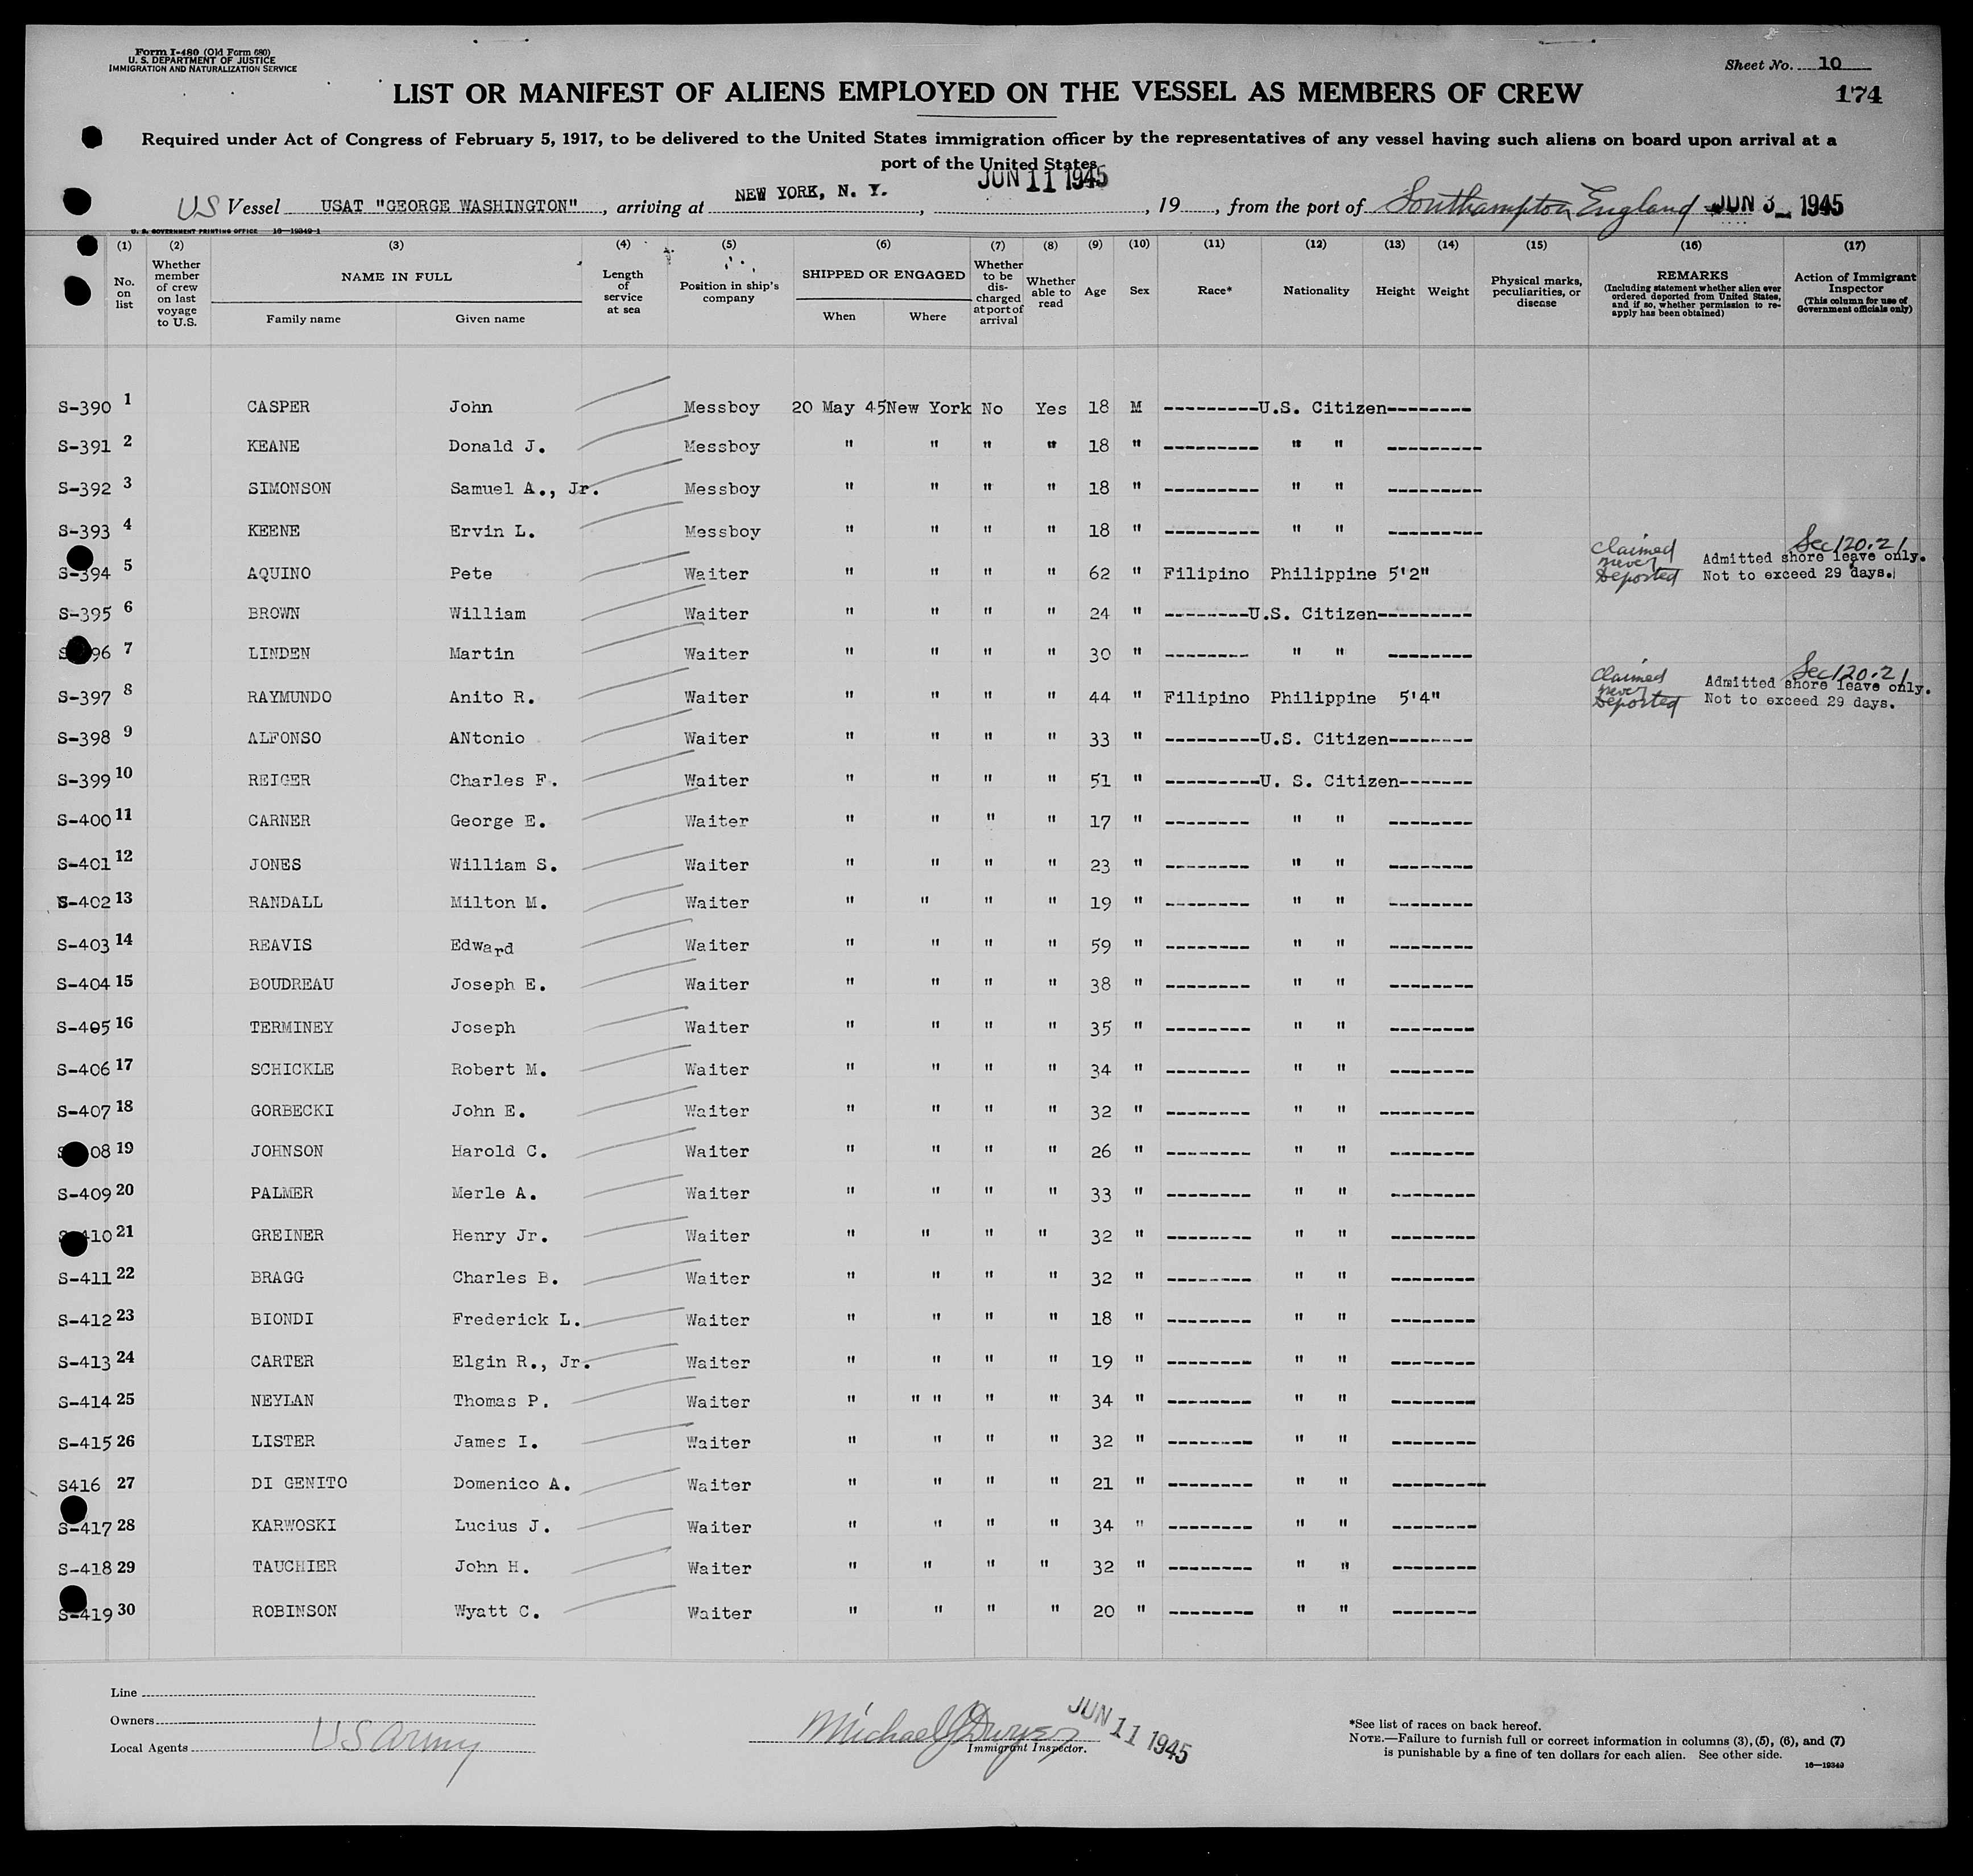 Form I-480 (Old Form 680)
U. S. DEPARTMENT OF JUSTICE
IMMIGRATION AND NATURALIZATION SERVICE
Sheet No. 10
LIST OR MANIFEST OF ALIENS EMPLOYED ON THE VESSEL AS MEMBERS OF CREW
174
Required under Act of Congress of February 5, 1917, to be delivered to the United States immigration officer by the representatives of any vessel having such aliens on board upon arrival at a
port of the United States
US Vessel USAT "GEORGE WASHINGTON", arriving at NEW YORK, N. Y., JUN 11 1945, 19, from the port of Southampton England JUN 3 1945
U. S. GOVERNMENT PRINTING OFFICE 16—19349-1
(1) (2) (3) (4) (5) (6) (7) (8) (9) (10) (11) (12) (13) (14) (15) (16) (17)
No. on list
Whether member of crew on last voyage to U.S.
NAME IN FULL
Family name Given name
Length of service at sea
Position in ship's company
SHIPPED OR ENGAGED
When Where
Whether to be discharged at port of arrival
Whether able to read
Age
Sex
Race*
Nationality
Height
Weight
Physical marks, peculiarities, or disease
REMARKS
(Including statement whether alien ever ordered deported from United States, and if so, whether permission to reapply has been obtained)
Action of Immigrant Inspector
(This column for use of Government officials only)
S-390 1 CASPER John Messboy 20 May 45 New York No Yes 18 M ---------U.S. Citizen--------
S-391 2 KEANE Donald J. Messboy " " " " 18 " --------- " " ---------
S-392 3 SIMONSON Samuel A., Jr. Messboy " " " " 18 " --------- " " ---------
S-393 4 KEENE Ervin L. Messboy " " " " 18 " --------- " " ---------
S-394 5 AQUINO Pete Waiter " " " " 62 " Filipino Philippine 5'2" Claimed never Deported Sec 120.21 Admitted shore leave only. Not to exceed 29 days.
S-395 6 BROWN William Waiter " " " " 24 " --------U.S. Citizen---------
96 7 LINDEN Martin Waiter " " " " 30 " -------- " " --------
S-397 8 RAYMUNDO Anito R. Waiter " " " " 44 " Filipino Philippine 5'4" Claimed never Deported Sec 120.21 Admitted shore leave only. Not to exceed 29 days.
S-398 9 ALFONSO ANtonio Waiter " " " " 33 " ---------U.S. Citizen--------
S-399 10 REIGER Charles F. Waiter " " " " 51 " ---------U. S. Citizen-------
S-400 11 CARNER George E. Waiter " " " " 17 " -------- " " --------
S-401 12 JONES William S. Waiter " " " " 23 " -------- " " --------
S-402 13 RANDALL Milton M. Waiter " " " " 19 " -------- " " --------
S-403 14 REAVIS Edward Waiter " " " " 59 " -------- " " --------
S-404 15 BOUDREAU Joseph E. Waiter " " " " 38 " -------- " " --------
S-405 16 TERMINEY Joseph Waiter " " " " 35 " -------- " " --------
S-406 17 SCHICKLE Robert M. Waiter " " " " 34 " -------- " " --------
S-407 18 GORBECKI John E. Waiter " " " " 32 " -------- " " ---------
08 19 JOHNSON Harold C. Waiter " " " " 26 " -------- " " --------
S-409 20 PALMER Merle A. Waiter " " " " 33 " -------- " " --------
410 21 GREINER Henry Jr. Waiter " " " " 32 " -------- " " --------
S-411 22 BRAGG Charles B. Waiter " " " " 32 " -------- " " --------
S-412 23 BIONDI Frederick L. Waiter " " " " 18 " -------- " " --------
S-413 24 CARTER Elgin R., Jr. Waiter " " " " 19 " -------- " " --------
S-414 25 NEYLAN Thomas P. Waiter " " " " " 34 " -------- " " --------
S-415 26 LISTER James I. Waiter " " " " 32 " -------- " " --------
S416 27 DI GENITO Domenico A. Waiter " " " " 21 " -------- " " ---------
S-417 28 KARWOSKI Lucius J. Waiter " " " " 34 " -------- " " --------
S-418 29 TAUCHIER John H. Waiter " " " " 32 " -------- " " --------
S-419 30 ROBINSON Wyatt C. Waiter " " " " 20 " -------- " " --------
Line
Owners
Local Agents US Army
Michael J Dwyer JUN 11 1945
Immigrant Inspector.
*See list of races on back hereof.
NOTE.—Failure to furnish full or correct information in columns (3), (5), (6), and (7)
is punishable by a fine of ten dollars for each alien. See other side.
16—19349